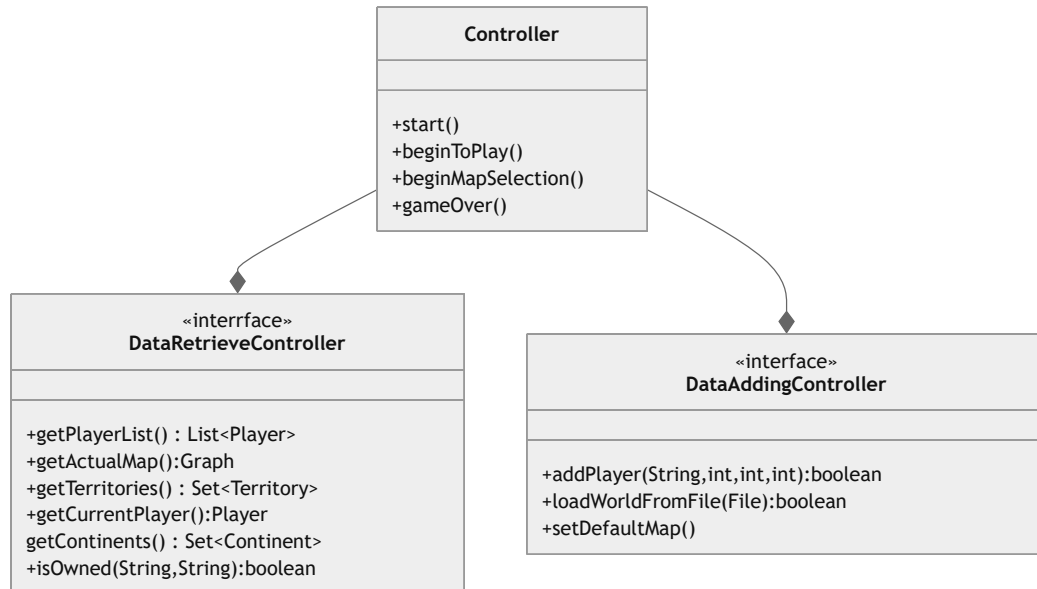 Controller
+start()
+beginToPlay()
+beginMapSelection()
+gameOver()
«interrface»
DataRetrieveController
+getPlayerList() : List<Player>
+getActualMap():Graph
+getTerritories() : Set<Territory>
+getCurrentPlayer():Player
getContinents() : Set<Continent>
+isOwned(String,String):boolean
«interface»
DataAddingController
+addPlayer(String,int,int,int):boolean
+loadWorldFromFile(File):boolean
+setDefaultMap()